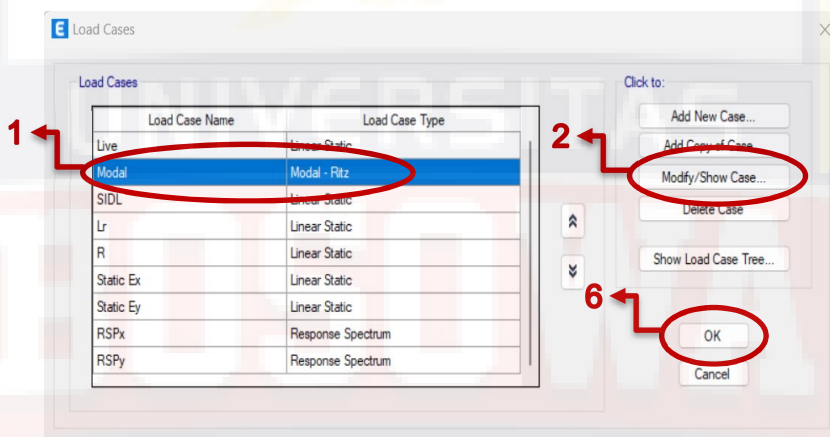 Load Cases
Load Cases
Click to:
Load Case Name Load Case Type
Live Linear Static
Modal Modal - Ritz
SIDL Linear Static
Lr Linear Static
R Linear Static
Static Ex Linear Static
Static Ey Linear Static
RSPx Response Spectrum
RSPy Response Spectrum
1
2
6
Add New Case...
Add Copy of Case...
Modify/Show Case...
Delete Case
Show Load Case Tree...
OK
Cancel
UNIVERSITAS
BOSOWA